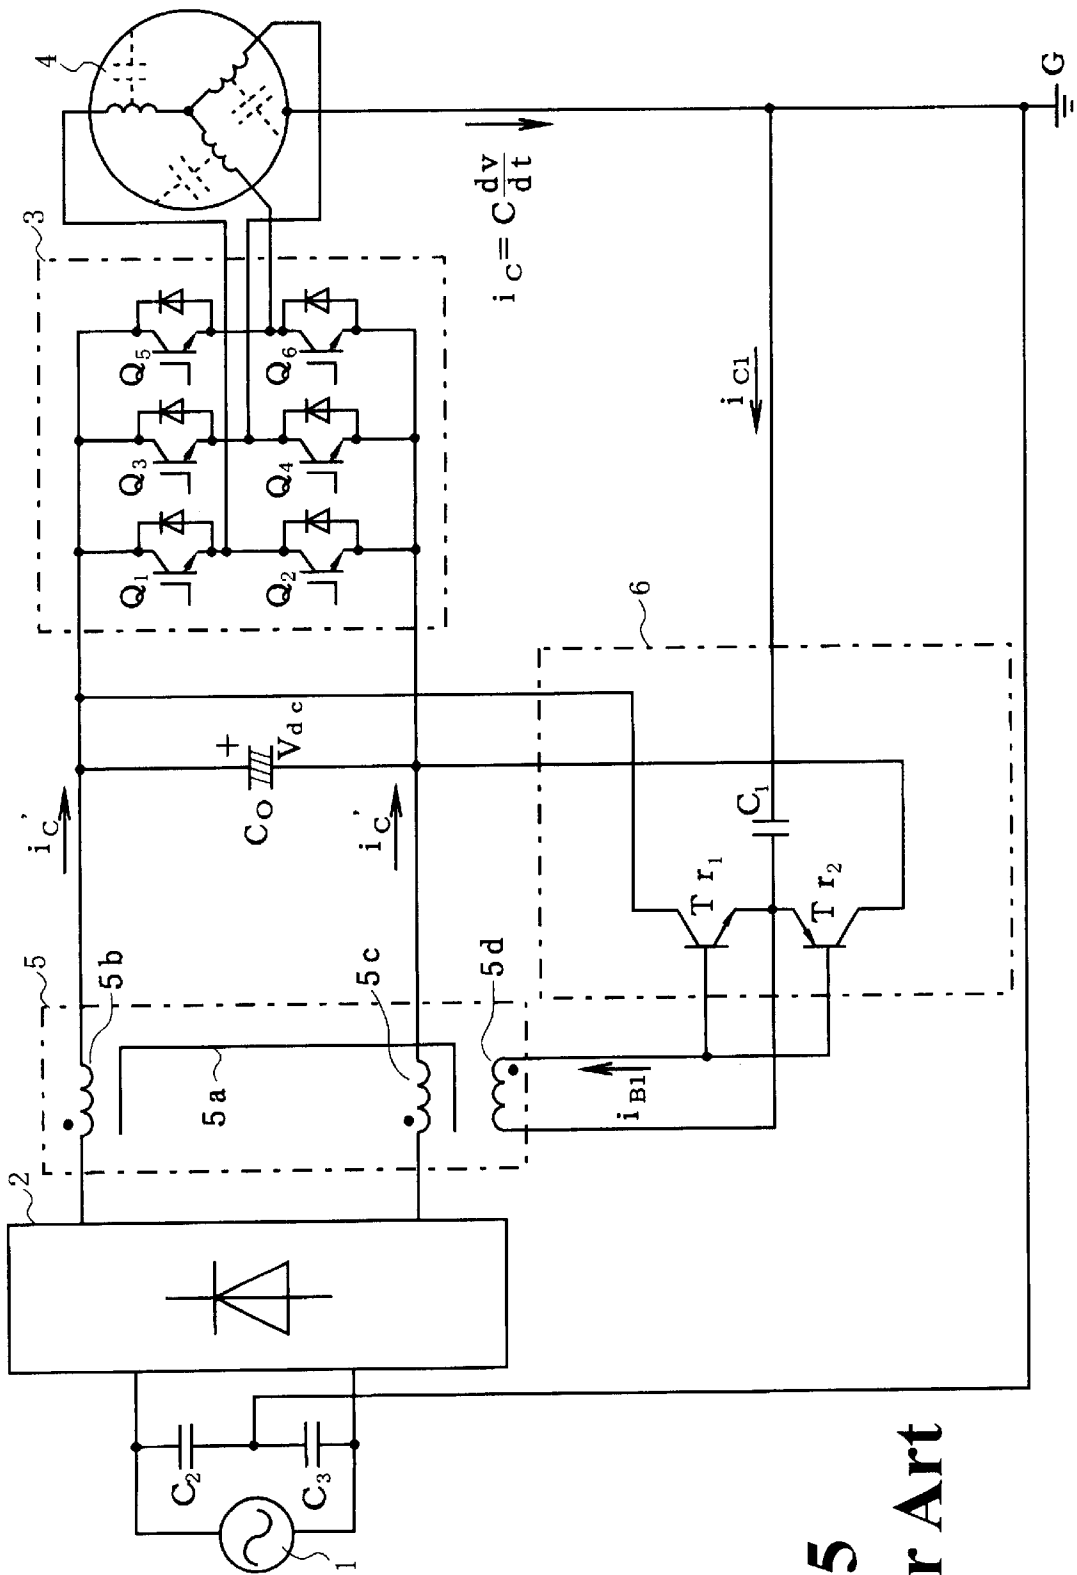 1
C2
C3
2
5
5b
5a
5c
5d
iB1
iC'
iC'
CO
+
Vdc
3
Q1
Q3
Q5
Q2
Q4
Q6
4
iC = C dv/dt
iC1
6
C1
Tr1
Tr2
G
5
r Art